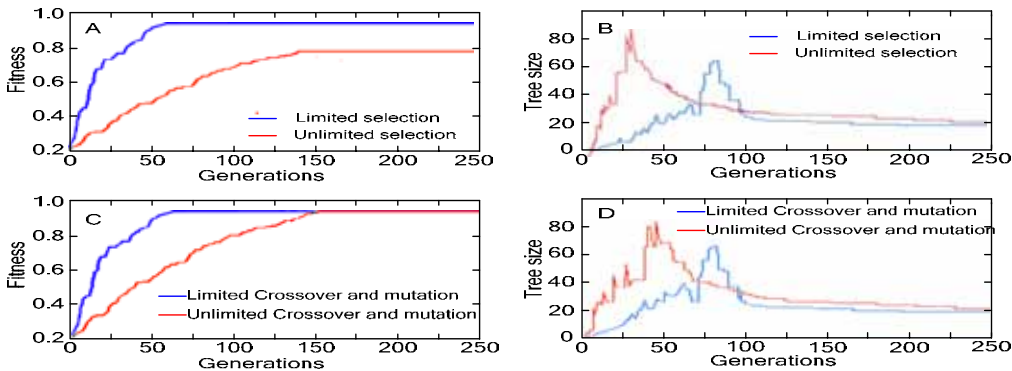 A
Fitness
1.0
0.8
0.6
0.4
0.2
Limited selection
Unlimited selection
0 50 100 150 200 250
Generations
B
Tree size
80
60
40
20
0
Limited selection
Unlimited selection
0 50 100 150 200 250
Generations
C
Fitness
1.0
0.8
0.6
0.4
0.2
Limited Crossover and mutation
Unlimited Crossover and mutation
0 50 100 150 200 250
Generations
D
Tree size
80
60
40
20
0
Limited Crossover and mutation
Unlimited Crossover and mutation
0 50 100 150 200 250
Generations